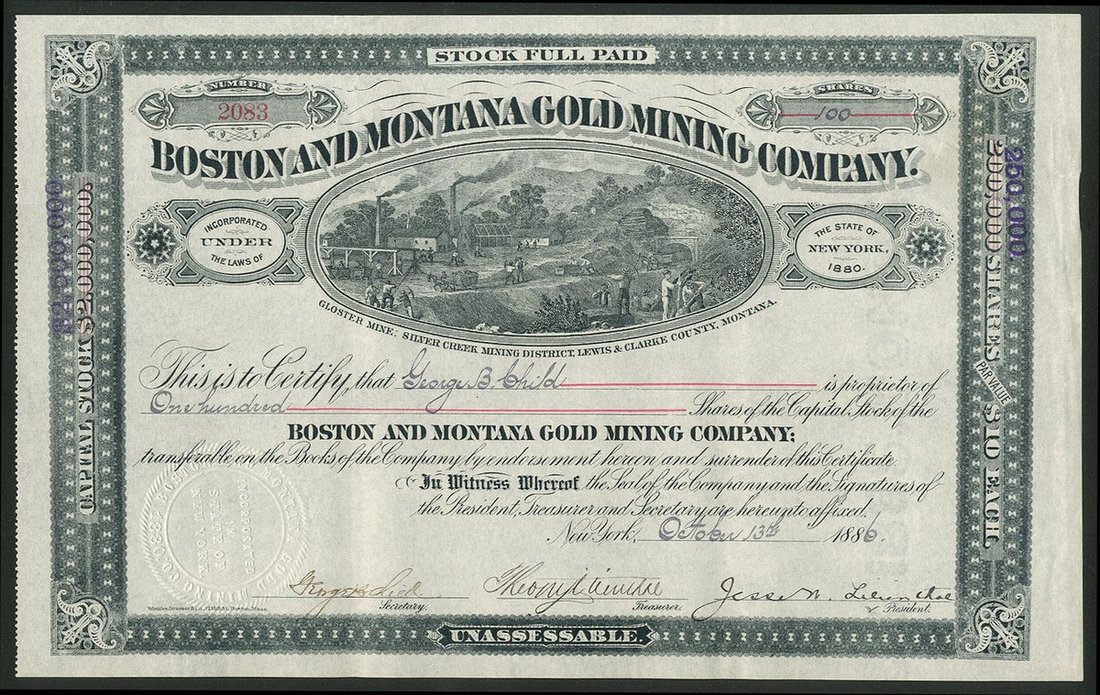 STOCK FULL PAID
NUMBER
2083
SHARES
100
BOSTON AND MONTANA GOLD MINING COMPANY.
INCORPORATED
UNDER
THE LAWS OF
THE STATE OF
NEW YORK,
1880.
GLOSTER MINE: SILVER CREEK MINING DISTRICT, LEWIS & CLARKE COUNTY, MONTANA.
This is to Certify, that George B. Child is proprietor of
One hundred Shares of the Capital Stock of the
BOSTON AND MONTANA GOLD MINING COMPANY;
transferable on the Books of the Company by endorsement hereon and surrender of this Certificate
In Witness Whereof the Seal of the Company and the Signatures of
the President, Treasurer and Secretary are hereunto affixed.
New York, October 13th 1886.
Secretary.
Treasurer.
Jesse W. Lilienthal
President.
UNASSESSABLE.
CAPITAL STOCK $2,000,000.
200,000 SHARES PAR VALUE $10 EACH
250,000